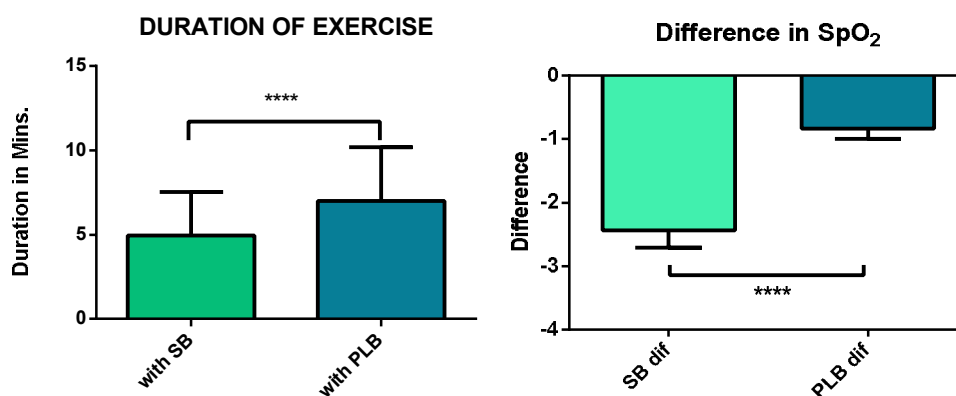 DURATION OF EXERCISE
Duration in Mins.
15
10
5
0
****
with SB
with PLB
Difference in SpO₂
Difference
0
-1
-2
-3
-4
****
SB dif
PLB dif